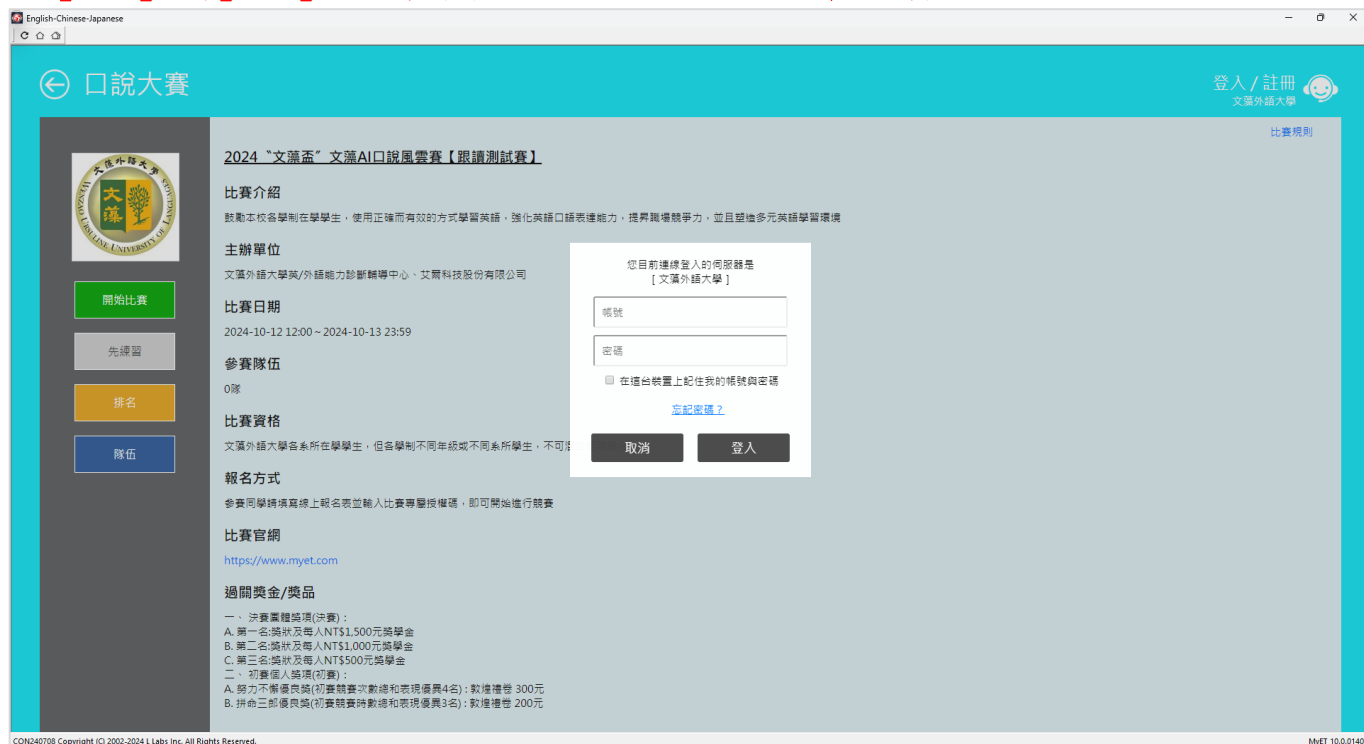 English-Chinese-Japanese
口說大賽
登入 / 註冊
文藻外語大學
比賽規則
文藻外語大學
WENZAO URSULINE UNIVERSITY OF LANGUAGES
文藻
開始比賽
先練習
排名
隊伍
2024〝文藻盃〞文藻AI口說風雲賽【跟讀測試賽】
比賽介紹
鼓勵本校各學制在學學生，使用正確而有效的方式學習英語，強化英語口語表達能力，提昇職場競爭力，並且塑造多元英語學習環境
主辦單位
文藻外語大學英/外語能力診斷輔導中心、艾爾科技股份有限公司
比賽日期
2024-10-12 12:00 ~ 2024-10-13 23:59
參賽隊伍
0隊
比賽資格
文藻外語大學各系所在學學生，但各學制不同年級或不同系所學生，不可
報名方式
參賽同學請填寫線上報名表並輸入比賽專屬授權碼，即可開始進行競賽
比賽官網
https://www.myet.com
過關獎金/獎品
一、 決賽團體獎項(決賽)：
A. 第一名:獎狀及每人NT$1,500元獎學金
B. 第二名:獎狀及每人NT$1,000元獎學金
C. 第三名:獎狀及每人NT$500元獎學金
二、 初賽個人獎項(初賽)：
A. 努力不懈優良獎(初賽競賽次數總和表現優異4名) : 敦煌禮卷 300元
B. 拼命三郎優良獎(初賽競賽時數總和表現優異3名) : 敦煌禮卷 200元
您目前連線登入的伺服器是
[ 文藻外語大學 ]
帳號
密碼
在這台裝置上記住我的帳號與密碼
忘記密碼？
取消
登入
CON240708 Copyright (C) 2002-2024 L Labs Inc. All Rights Reserved.
MyET 10.0.0140